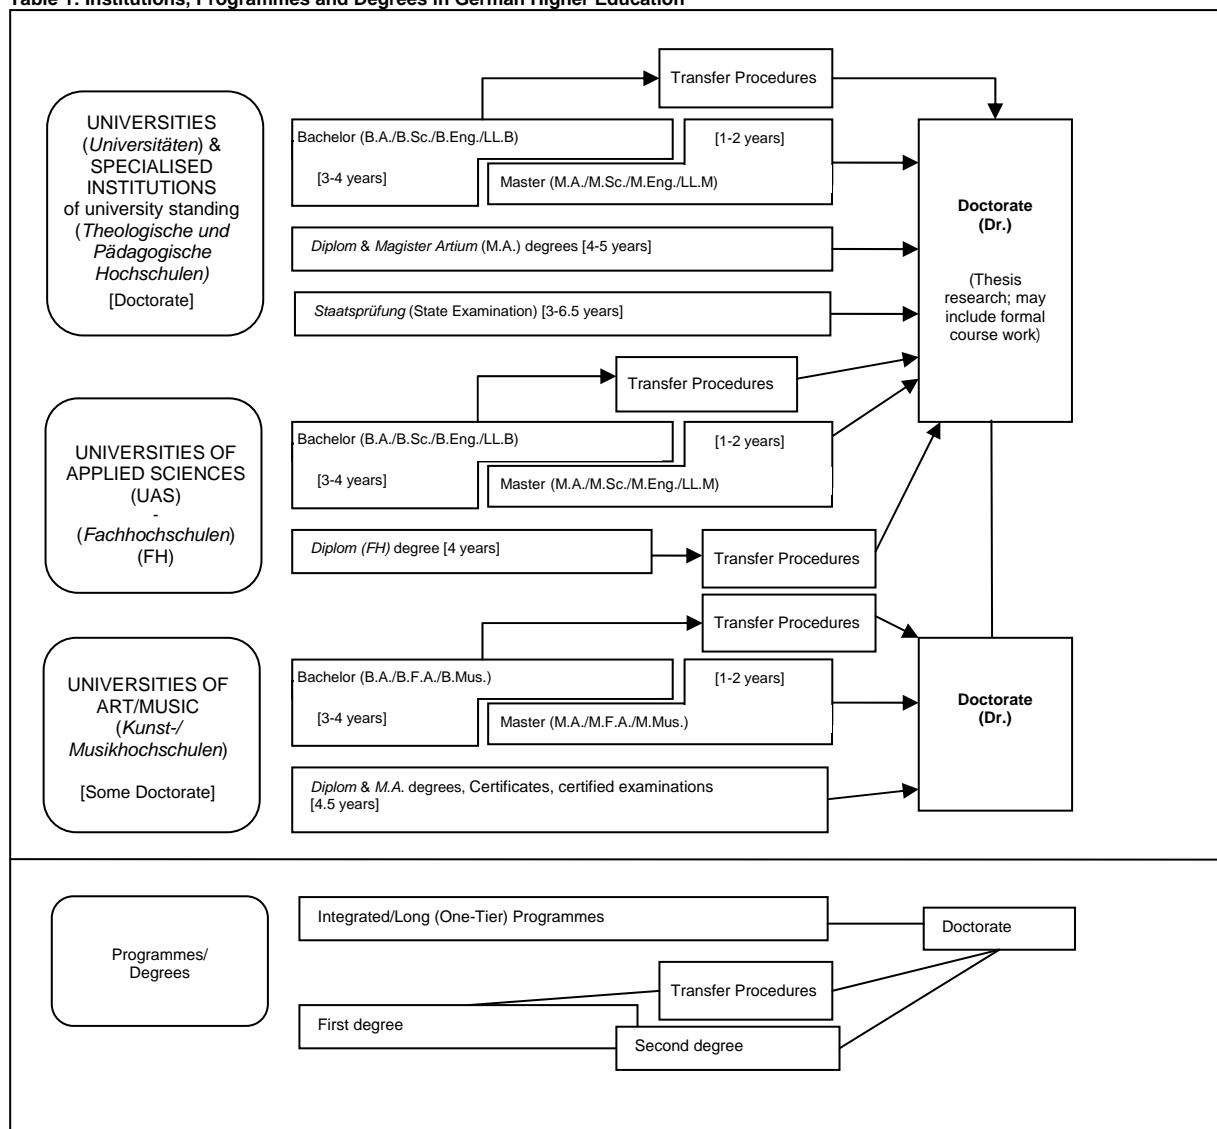 Table 1: Institutions, Programmes and Degrees in German Higher Education
Transfer Procedures
UNIVERSITIES
(Universitäten) &
SPECIALISED
INSTITUTIONS
of university standing
(Theologische und
Pädagogische
Hochschulen)
[Doctorate]
Bachelor (B.A./B.Sc./B.Eng./LL.B)
[3-4 years]
[1-2 years]
Master (M.A./M.Sc./M.Eng./LL.M)
Diplom & Magister Artium (M.A.) degrees [4-5 years]
Staatsprüfung (State Examination) [3-6.5 years]
Doctorate
(Dr.)
(Thesis
research; may
include formal
course work)
Transfer Procedures
UNIVERSITIES OF
APPLIED SCIENCES
(UAS)
-
(Fachhochschulen)
(FH)
Bachelor (B.A./B.Sc./B.Eng./LL.B)
[3-4 years]
[1-2 years]
Master (M.A./M.Sc./M.Eng./LL.M)
Diplom (FH) degree [4 years]
Transfer Procedures
Transfer Procedures
UNIVERSITIES OF
ART/MUSIC
(Kunst-/
Musikhochschulen)
[Some Doctorate]
Bachelor (B.A./B.F.A./B.Mus.)
[3-4 years]
[1-2 years]
Master (M.A./M.F.A./M.Mus.)
Diplom & M.A. degrees, Certificates, certified examinations
[4.5 years]
Doctorate
(Dr.)
Programmes/
Degrees
Integrated/Long (One-Tier) Programmes
Doctorate
Transfer Procedures
First degree
Second degree